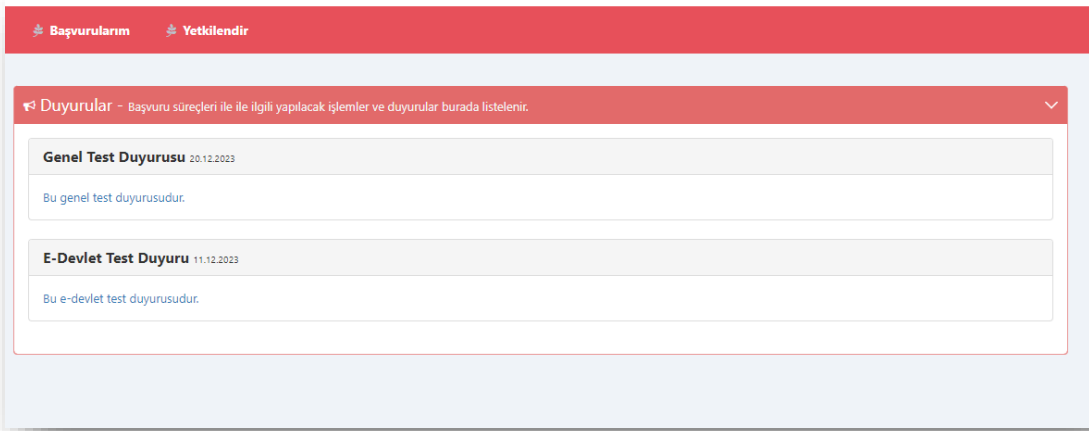 Başvurularım Yetkilendir
Duyurular - Başvuru süreçleri ile ile ilgili yapılacak işlemler ve duyurular burada listelenir.
Genel Test Duyurusu 20.12.2023
Bu genel test duyurusudur.
E-Devlet Test Duyuru 11.12.2023
Bu e-devlet test duyurusudur.